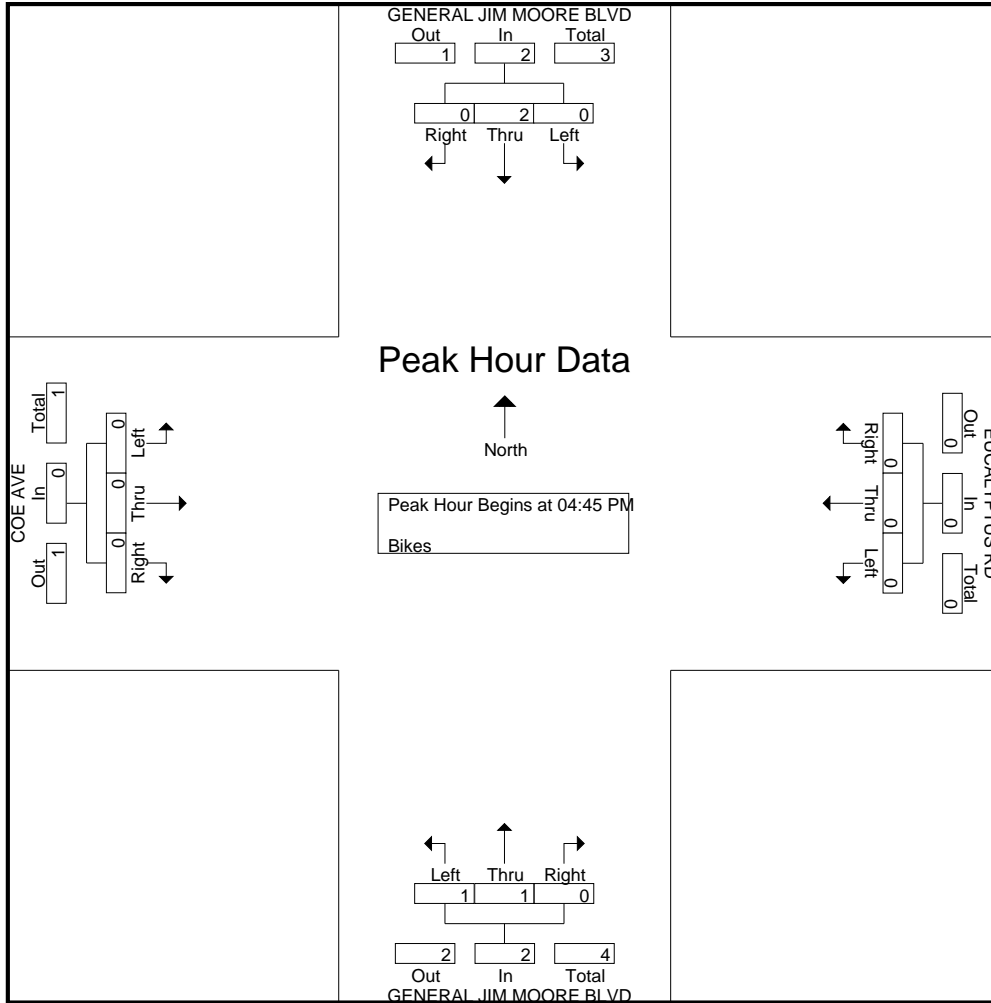 GENERAL JIM MOORE BLVD
Out In Total
1 2 3
0 2 0
Right Thru Left
Peak Hour Data
North
Peak Hour Begins at 04:45 PM
Bikes
COE AVE
Out In Total
1 0 1
0 0 0
Right Thru Left
EUCALYPTUS RD
Out In Total
0 0 0
0 0 0
Right Thru Left
Left Thru Right
1 1 0
2 2 4
Out In Total
GENERAL JIM MOORE BLVD